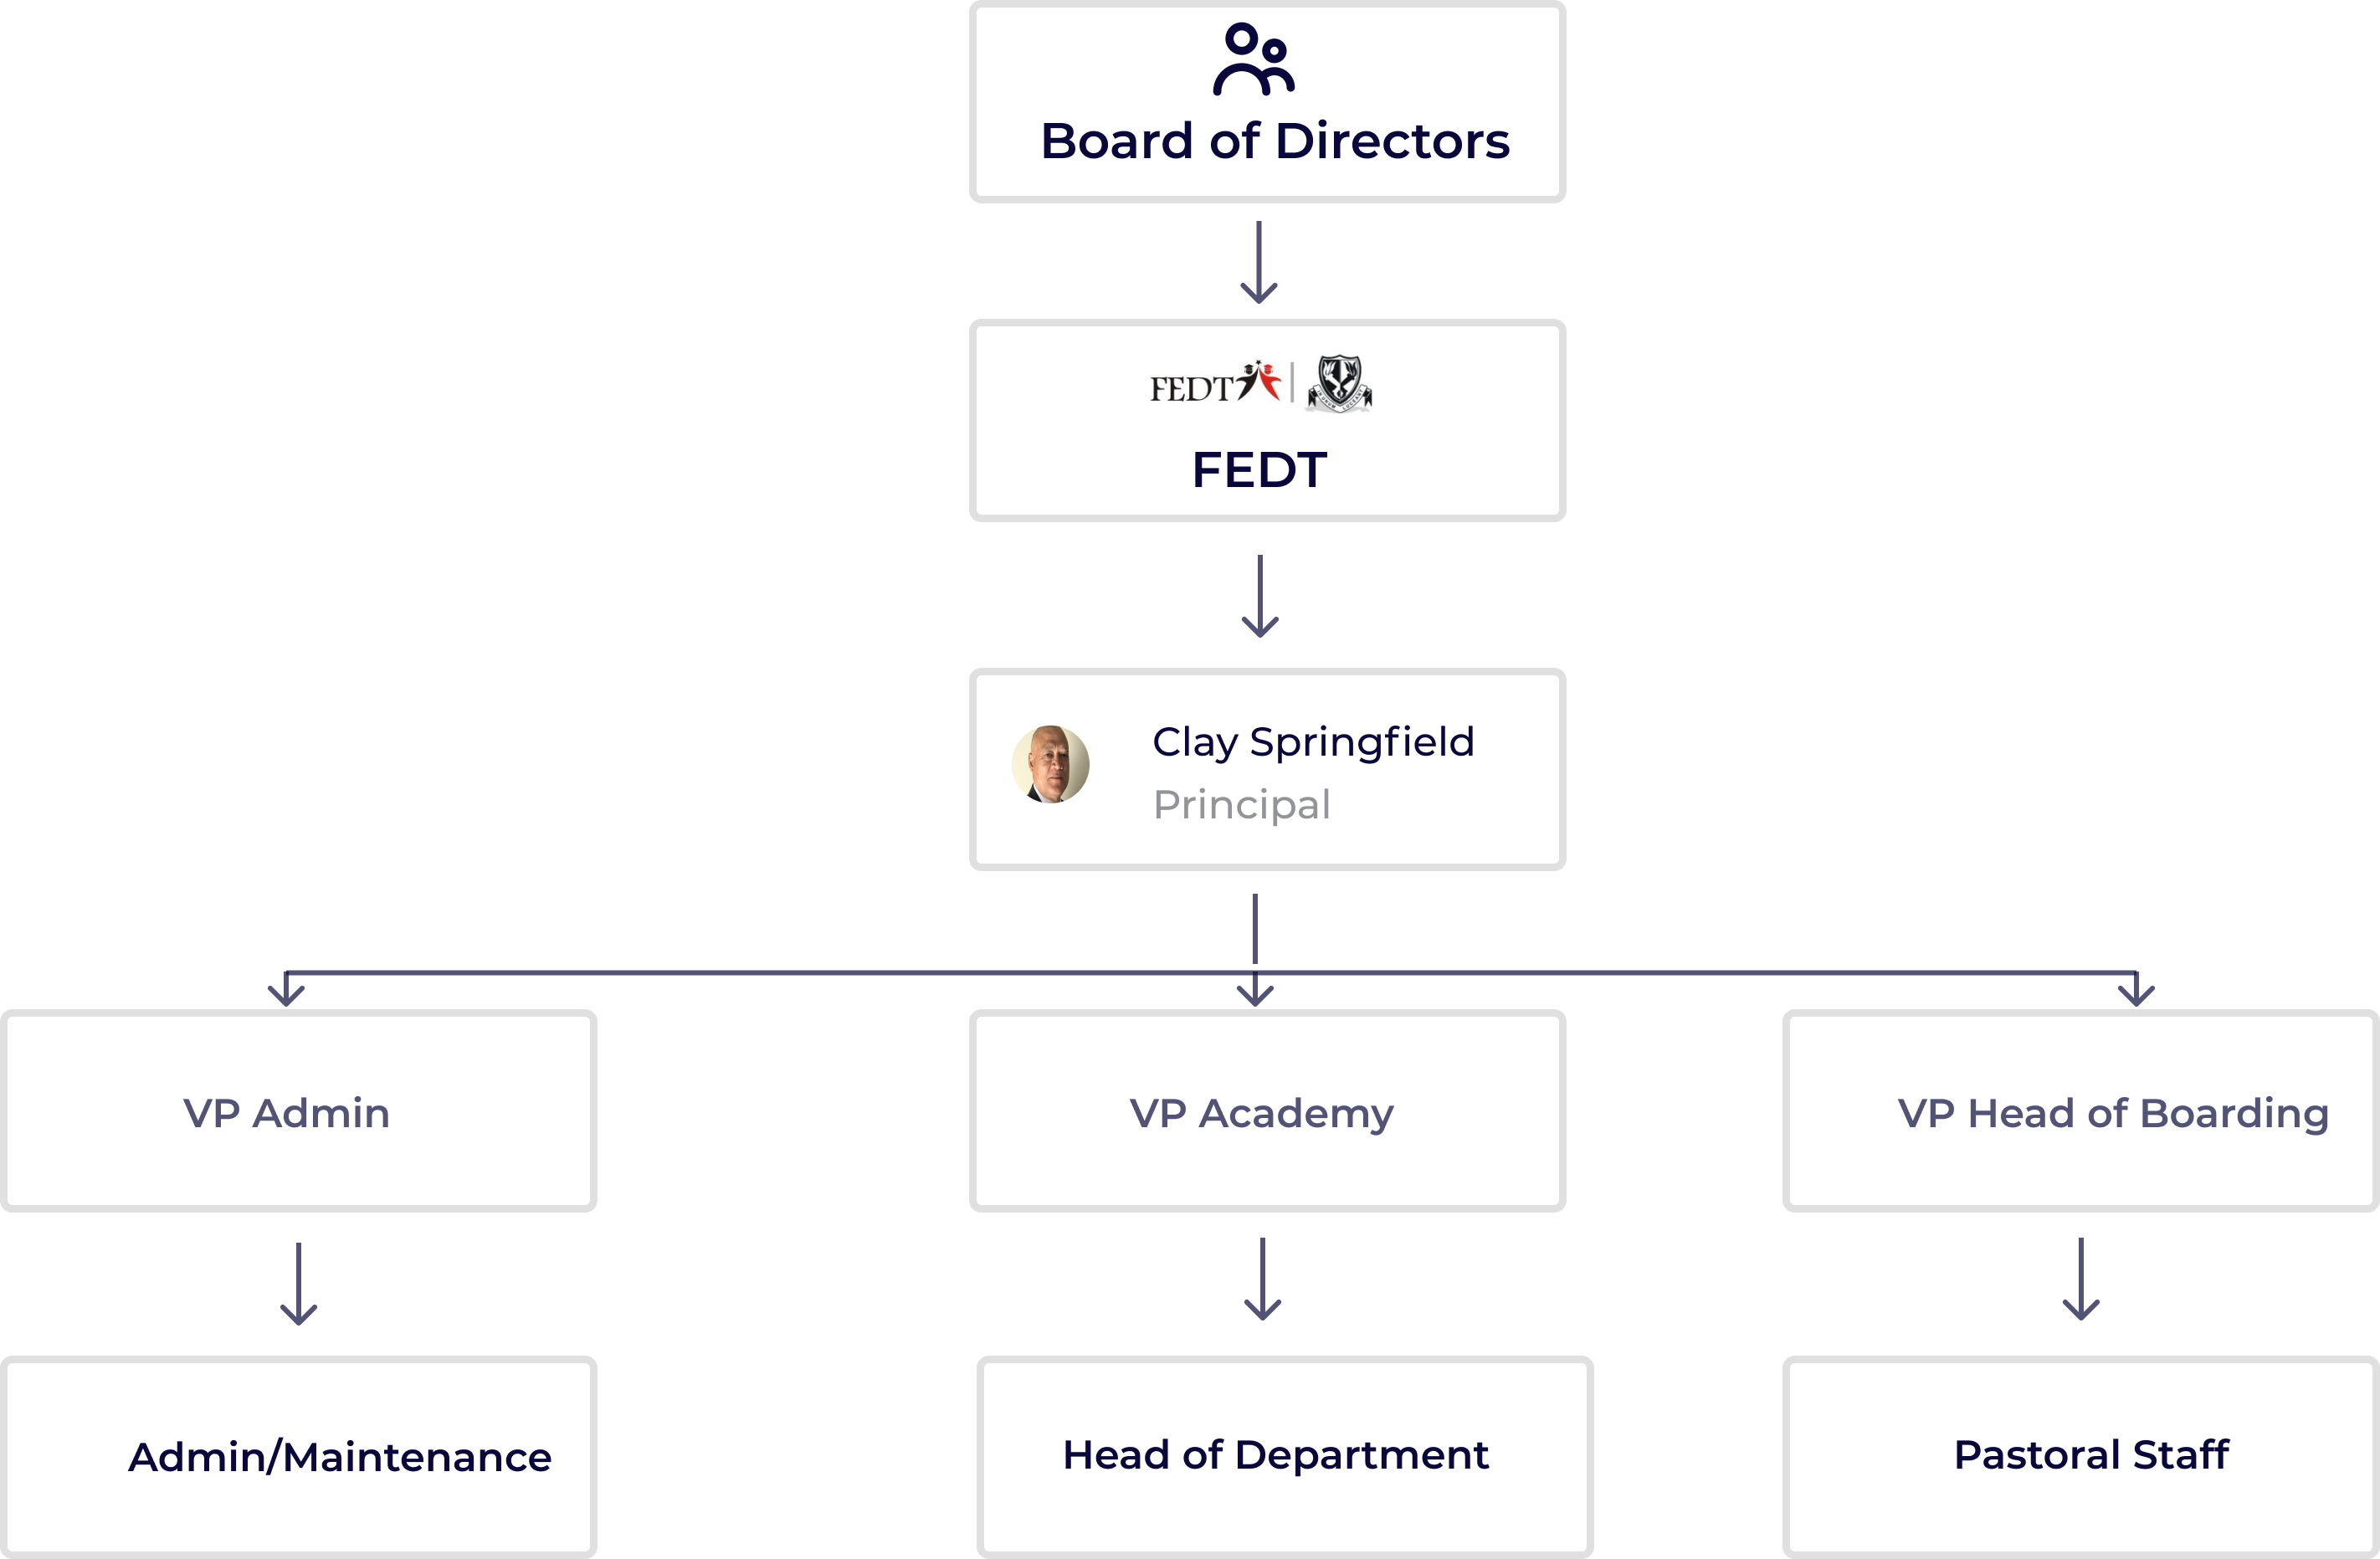 Board of Directors
FEDT
FEDT
Clay Springfield
Principal
VP Admin
VP Academy
VP Head of Boarding
Admin/Maintenance
Head of Department
Pastoral Staff